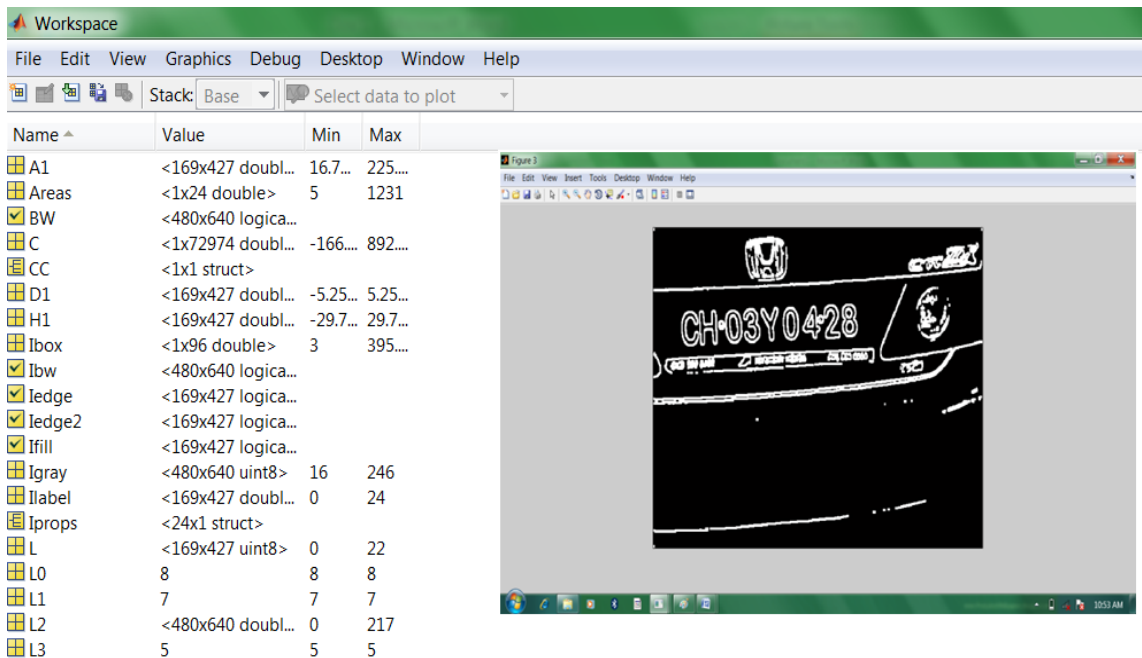 Workspace
File Edit View Graphics Debug Desktop Window Help
Stack: Base Select data to plot
Name Value Min Max
A1 <169x427 doubl... 16.7... 225....
Areas <1x24 double> 5 1231
BW <480x640 logica...
C <1x72974 doubl... -166.... 892....
CC <1x1 struct>
D1 <169x427 doubl... -5.25... 5.25...
H1 <169x427 doubl... -29.7... 29.7...
Ibox <1x96 double> 3 395....
Ibw <480x640 logica...
Iedge <169x427 logica...
Iedge2 <169x427 logica...
Ifill <169x427 logica...
Igray <480x640 uint8> 16 246
Ilabel <169x427 doubl... 0 24
Iprops <24x1 struct>
L <169x427 uint8> 0 22
L0 8 8 8
L1 7 7 7
L2 <480x640 doubl... 0 217
L3 5 5 5
Figure 3
File Edit View Insert Tools Desktop Window Help
CH·03Y04·28
10:53 AM